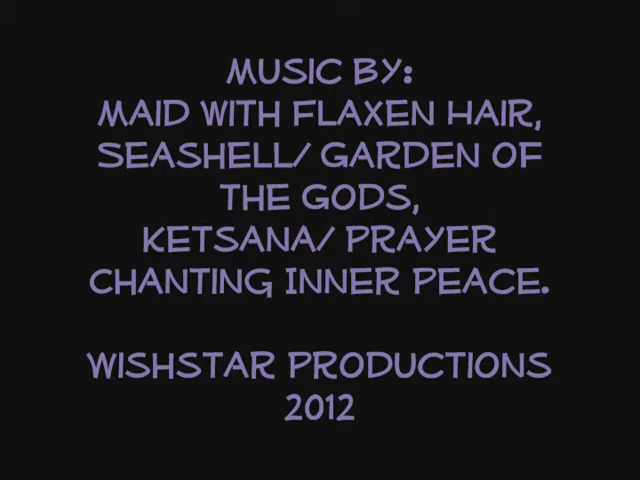 MUSIC BY:
MAID WITH FLAXEN HAIR,
SEASHELL/ GARDEN OF
THE GODS,
KETSANA/ PRAYER
CHANTING INNER PEACE.
WISHSTAR PRODUCTIONS
2012